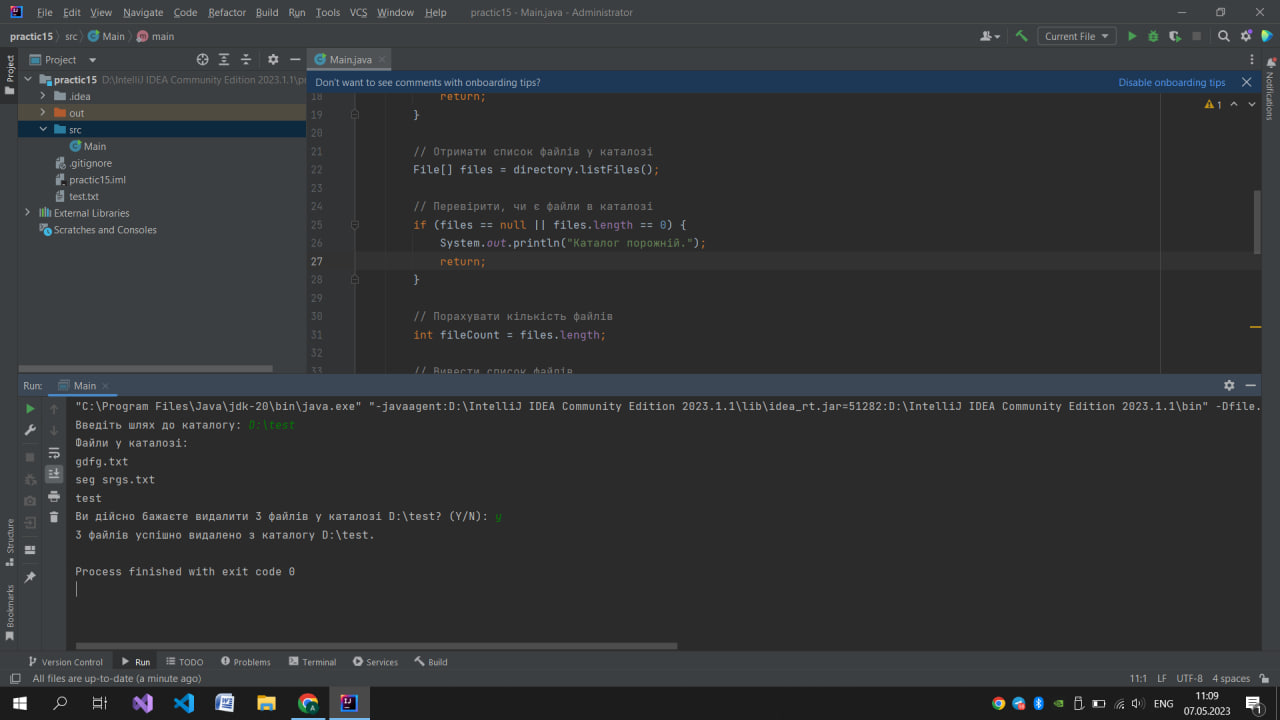 File Edit View Navigate Code Refactor Build Run Tools VCS Window Help practic15 - Main.java - Administrator
practic15 src Main main Current File
Project Main.java
Don't want to see comments with onboarding tips? Disable onboarding tips
practic15 D:\IntelliJ IDEA Community Edition 2023.1.1\pr
.idea
out
src
Main
.gitignore
practic15.iml
test.txt
External Libraries
Scratches and Consoles
Project
Notifications
1
18 return;
19 }
20
21 // Отримати список файлів у каталозі
22 File[] files = directory.listFiles();
23
24 // Перевірити, чи є файли в каталозі
25 if (files == null || files.length == 0) {
26 System.out.println("Каталог порожній.");
27 return;
28 }
29
30 // Порахувати кількість файлів
31 int fileCount = files.length;
32
33 // Вивести список файлів
Run: Main
"C:\Program Files\Java\jdk-20\bin\java.exe" "-javaagent:D:\IntelliJ IDEA Community Edition 2023.1.1\lib\idea_rt.jar=51282:D:\IntelliJ IDEA Community Edition 2023.1.1\bin" -Dfile.
Введіть шлях до каталогу: D:\test
Файли у каталозі:
gdfg.txt
seg srgs.txt
test
Ви дійсно бажаєте видалити 3 файлів у каталозі D:\test? (Y/N): y
3 файлів успішно видалено з каталогу D:\test.
Process finished with exit code 0
Structure
Bookmarks
Version Control Run TODO Problems Terminal Services Build
All files are up-to-date (a minute ago) 11:1 LF UTF-8 4 spaces
ENG 11:09
07.05.2023 1